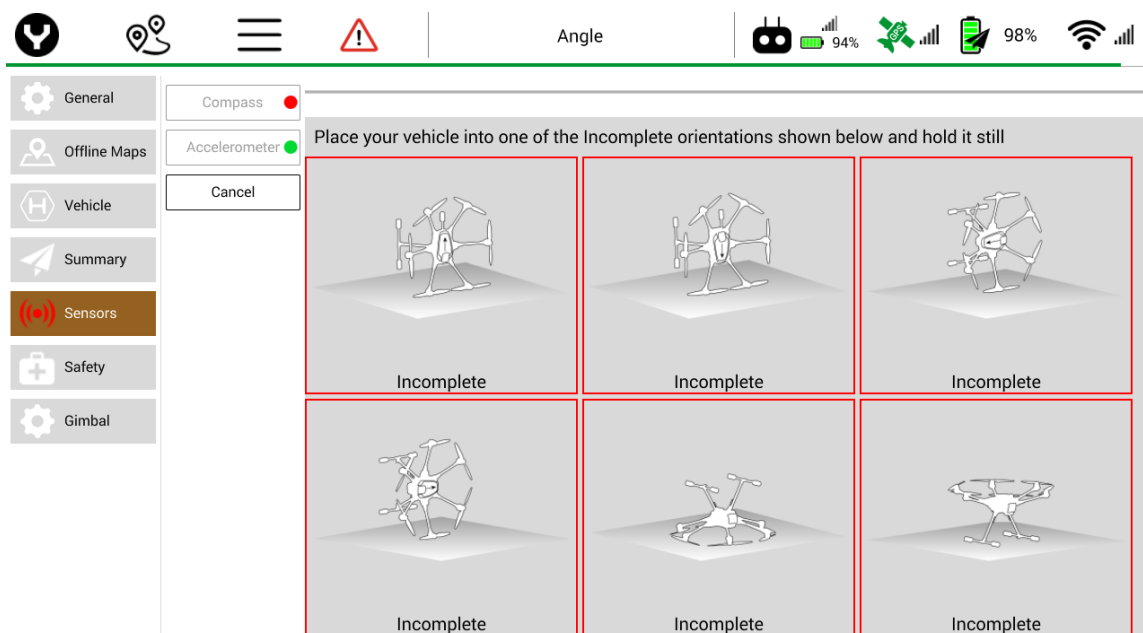 Angle
94%
GPS
98%
General
Offline Maps
Vehicle
Summary
Sensors
Safety
Gimbal
Compass
Accelerometer
Cancel
Place your vehicle into one of the Incomplete orientations shown below and hold it still
Incomplete
Incomplete
Incomplete
Incomplete
Incomplete
Incomplete